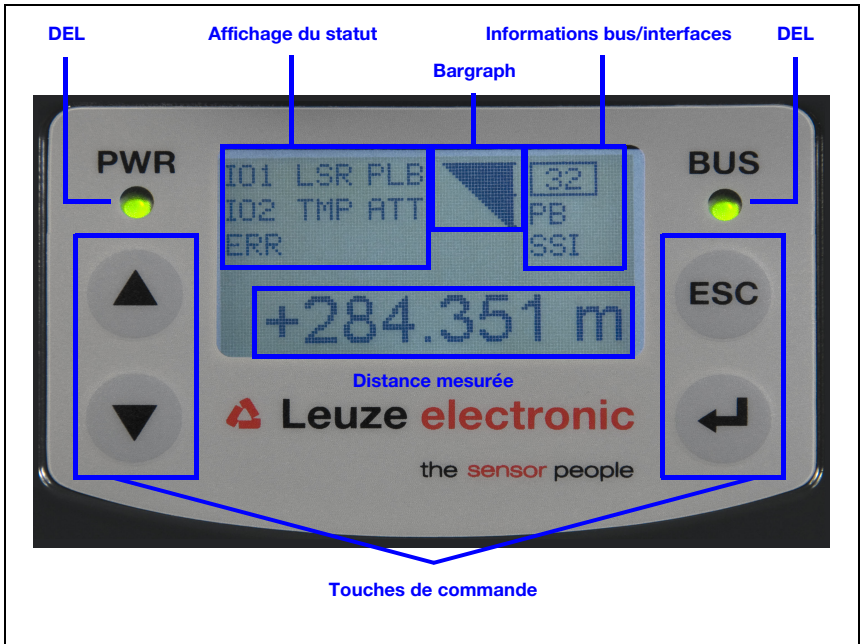 DEL Affichage du statut Informations bus/interfaces DEL
Bargraph
PWR BUS
IO1 LSR PLB 32
IO2 TMP ATT PB
ERR SSI
ESC
+284.351 m
Distance mesurée
Leuze electronic
the sensor people
Touches de commande